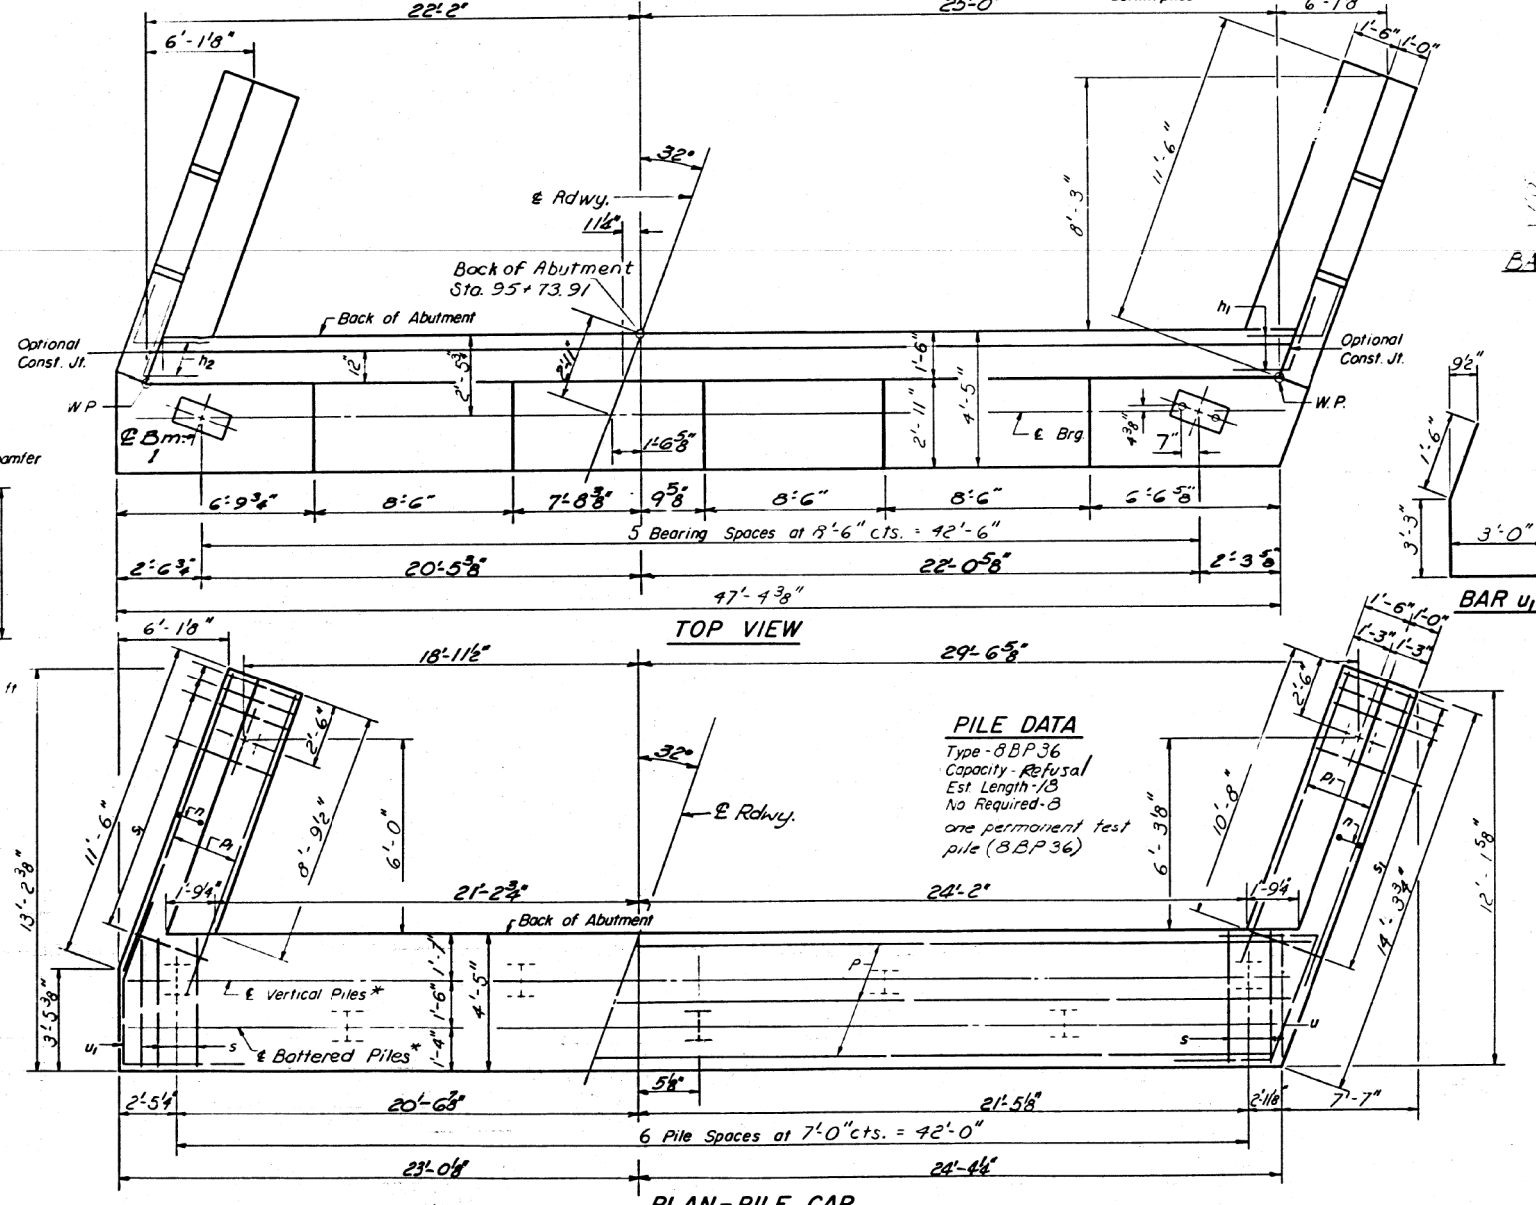 22'-2"
25'-0"
6'-1⅛"
6'-1⅛"
1'-6"
1'-0"
32°
℄ Rdwy.
11¼"
11'-6"
8'-3"
Back of Abutment
Sta. 95+73.91
Back of Abutment
h₁
h₂
Optional
Const. Jt.
Optional
Const. Jt.
12"
2'-5¾"
2'-11"
1'-6"
2'-11"
4'-5"
W.P.
W.P.
℄ Bm.
1
1'-6⅝"
℄ Brg.
4⅜"
7"
9½"
1'-6"
3'-3"
3'-0"
BAR u₁
6'-9¾"
8'-6"
7'-8⅜"
9⅝"
8'-6"
8'-6"
6'-6⅝"
5 Bearing Spaces at 8'-6" cts. = 42'-6"
2'-6¾"
20'-5⅜"
22'-0⅝"
2'-3⅝"
47'-4⅜"
TOP VIEW
6'-1⅛"
18'-11½"
29'-6⅝"
1'-6"
1'-0"
1'-3"
1'-3"
2'-6"
2'-6"
32°
℄ Rdwy.
PILE DATA
Type - 8BP36
Capacity - Refusal
Est. Length - 18
No Required - 8
one permanent test
pile (8BP36)
13'-2⅜"
11'-6"
s₁
n
p₁
8'-9½"
6'-0"
6'-3⅛"
10'-8"
p₁
n
s₁
14'-3¾"
12'-1⅝"
1'-9¼"
21'-2¾"
24'-2"
1'-9¼"
Back of Abutment
℄ Vertical Piles *
℄ Battered Piles *
1'-7"
1'-6"
1'-4"
4'-5"
P
3'-5⅜"
u₁
s
s
u
5⅛"
2'-5¼"
20'-6⅞"
21'-5⅛"
2'-1⅛"
7'-7"
6 Pile Spaces at 7'-0" cts. = 42'-0"
23'-0⅛"
24'-4¼"
PLAN - PILE CAP